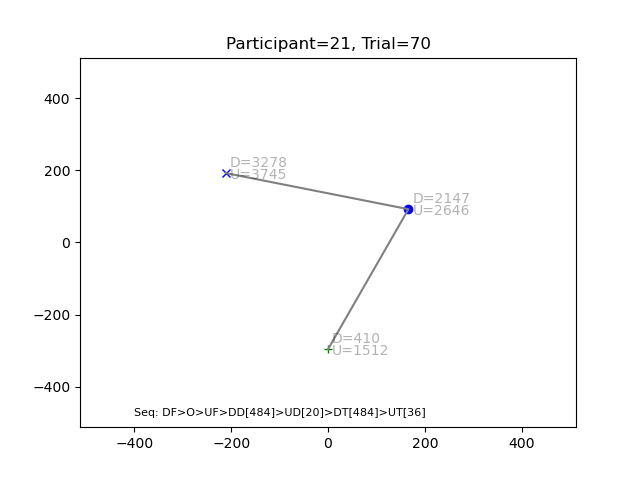 Participant=21, Trial=70
400
200
0
−200
−400
D=3278
U=3745
D=2147
U=2646
D=410
U=1512
Seq: DF>O>UF>DD[484]>UD[20]>DT[484]>UT[36]
−400
−200
0
200
400